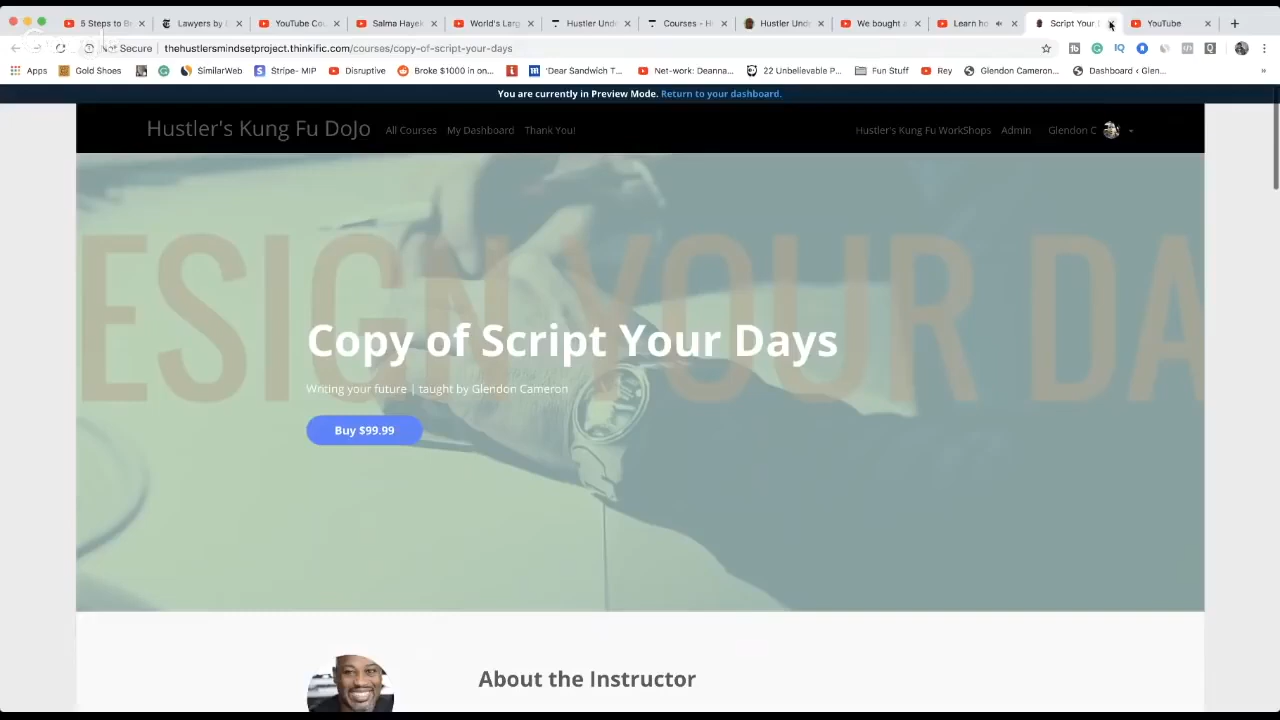 5 Steps to B
Lawyers by
YouTube Cou
Salma Hayek
World's Larg
Hustler Unde
Courses - H
Hustler Unde
We bought a
Learn ho
Script Your
YouTube
Not Secure
thehustlersmindsetproject.thinkific.com/courses/copy-of-script-your-days
Apps
Gold Shoes
SimilarWeb
Stripe- MIP
Disruptive
Broke $1000 in on...
'Dear Sandwich T...
Net-work: Deanna...
22 Unbelievable P...
Fun Stuff
Rey
Glendon Cameron...
Dashboard ‹ Glen...
You are currently in Preview Mode. Return to your dashboard.
Hustler's Kung Fu DoJo
All Courses
My Dashboard
Thank You!
Hustler's Kung Fu WorkShops
Admin
Glendon C
ESIGN YOUR DA
Copy of Script Your Days
Writing your future | taught by Glendon Cameron
Buy $99.99
About the Instructor